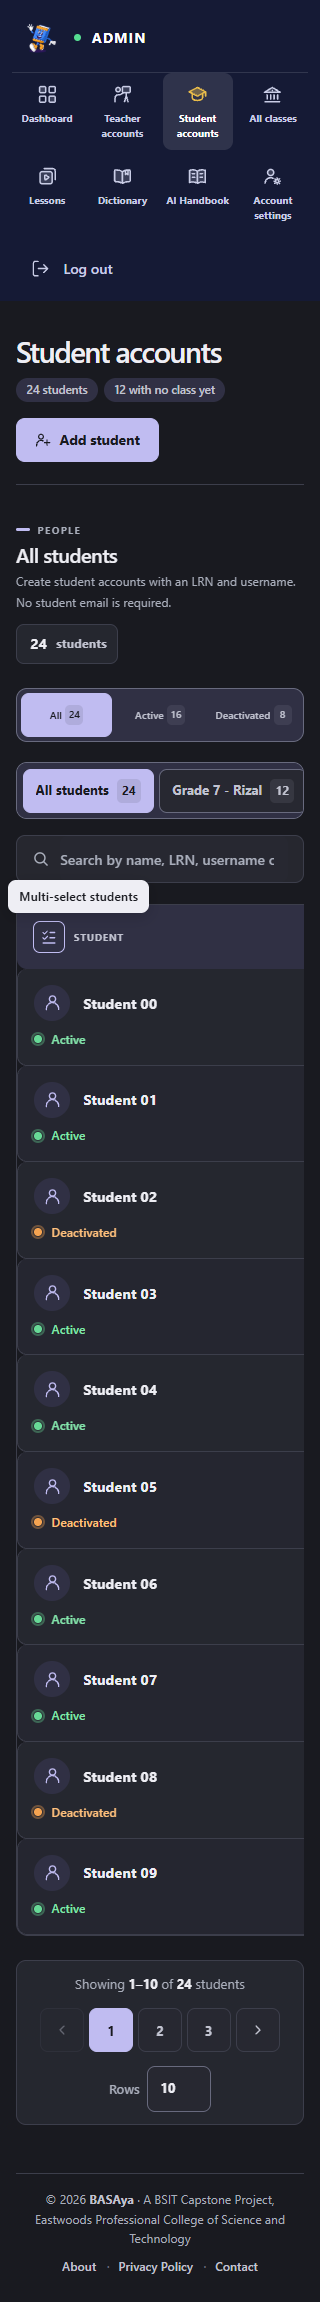 ADMIN
Dashboard
Teacher
accounts
Student
accounts
All classes
Lessons
Dictionary
AI Handbook
Account
settings
Log out
Student accounts
24 students
12 with no class yet
Add student
PEOPLE
All students
Create student accounts with an LRN and username.
No student email is required.
24 students
All 24
Active 16
Deactivated 8
All students 24
Grade 7 - Rizal 12
Search by name, LRN, username c
Multi-select students
STUDENT
Student 00
Active
Student 01
Active
Student 02
Deactivated
Student 03
Active
Student 04
Active
Student 05
Deactivated
Student 06
Active
Student 07
Active
Student 08
Deactivated
Student 09
Active
Showing 1–10 of 24 students
1 2 3
Rows 10
© 2026 BASAya · A BSIT Capstone Project,
Eastwoods Professional College of Science and
Technology
About · Privacy Policy · Contact